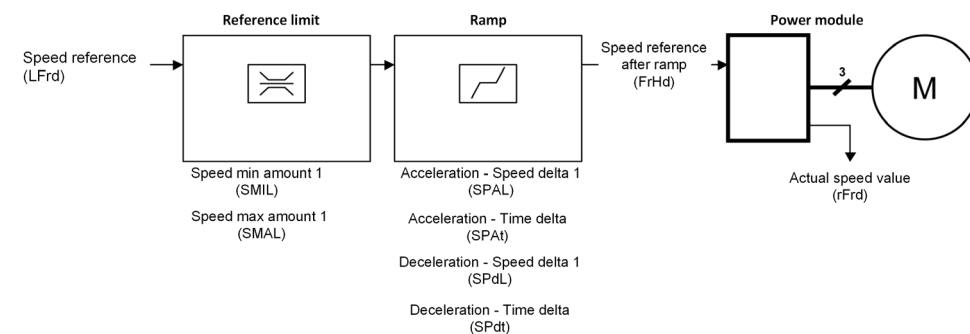 Reference limit
Ramp
Power module
Speed reference
(LFrd)
Speed reference
after ramp
(FrHd)
3
M
Speed min amount 1
(SMIL)
Speed max amount 1
(SMAL)
Acceleration - Speed delta 1
(SPAL)
Acceleration - Time delta
(SPAt)
Deceleration - Speed delta 1
(SPdL)
Deceleration - Time delta
(SPdt)
Actual speed value
(rFrd)